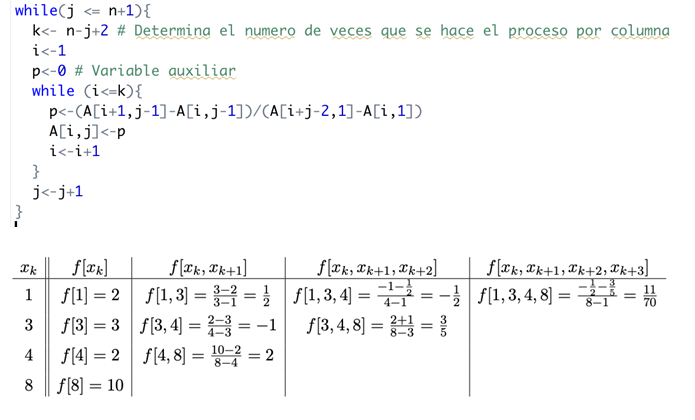 while(j <= n+1){
k<- n-j+2 # Determina el numero de veces que se hace el proceso por columna
i<-1
p<-0 # Variable auxiliar
while (i<=k){
p<-(A[i+1,j-1]-A[i,j-1])/(A[i+j-2,1]-A[i,1])
A[i,j]<-p
i<-i+1
}
j<-j+1
}
x_k f[x_k] f[x_k, x_{k+1}] f[x_k, x_{k+1}, x_{k+2}] f[x_k, x_{k+1}, x_{k+2}, x_{k+3}]
1 f[1] = 2 f[1, 3] = \frac{3-2}{3-1} = \frac{1}{2} f[1, 3, 4] = \frac{-1-\frac{1}{2}}{4-1} = -\frac{1}{2} f[1, 3, 4, 8] = \frac{-\frac{1}{2}-\frac{3}{5}}{8-1} = \frac{11}{70}
3 f[3] = 3 f[3, 4] = \frac{2-3}{4-3} = -1 f[3, 4, 8] = \frac{2+1}{8-3} = \frac{3}{5}
4 f[4] = 2 f[4, 8] = \frac{10-2}{8-4} = 2
8 f[8] = 10